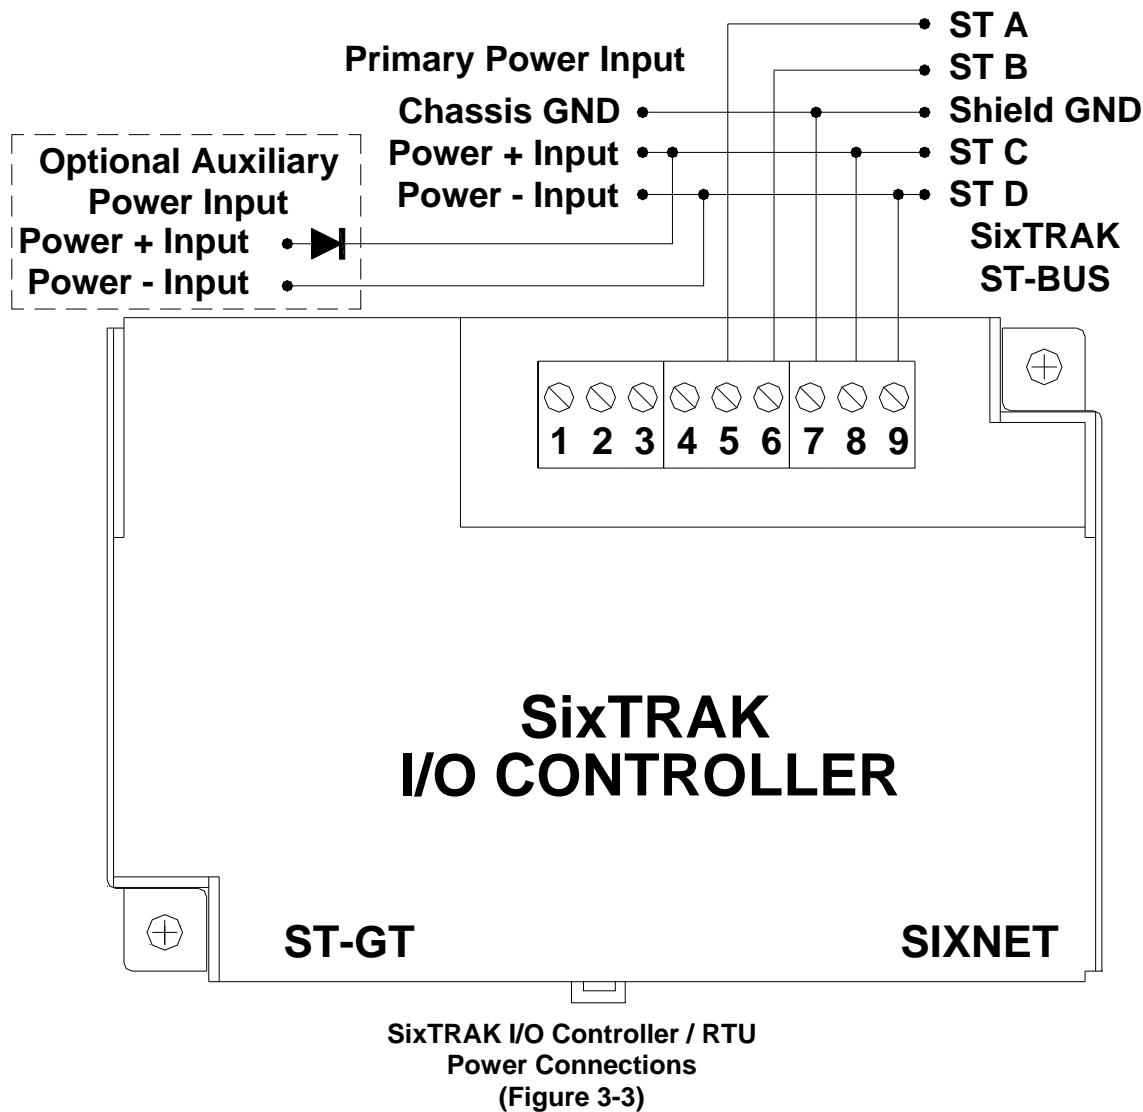 ST A
Primary Power Input
ST B
Chassis GND
Shield GND
Optional Auxiliary
Power Input
Power + Input
ST C
Power - Input
ST D
Power + Input
Power - Input
SixTRAK
ST-BUS
1 2 3 4 5 6 7 8 9
SixTRAK
I/O CONTROLLER
ST-GT
SIXNET
SixTRAK I/O Controller / RTU
Power Connections
(Figure 3-3)